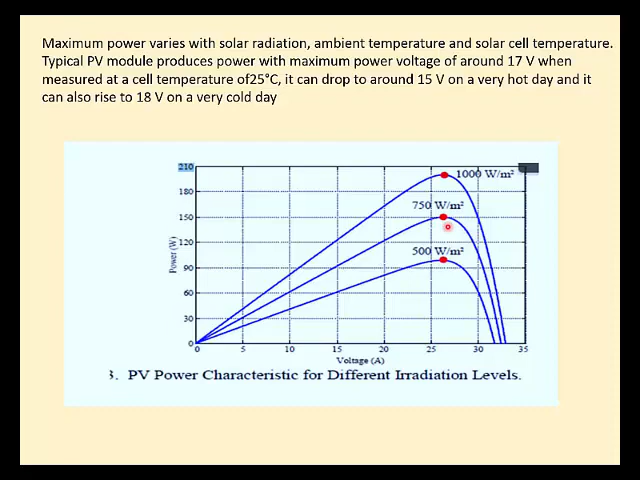 Maximum power varies with solar radiation, ambient temperature and solar cell temperature.
Typical PV module produces power with maximum power voltage of around 17 V when
measured at a cell temperature of25°C, it can drop to around 15 V on a very hot day and it
can also rise to 18 V on a very cold day
210
1000 W/m²
180
750 W/m²
150
120
500 W/m²
90
60
30
0
Power (W)
0 5 10 15 20 25 30 35
Voltage (A)
3. PV Power Characteristic for Different Irradiation Levels.